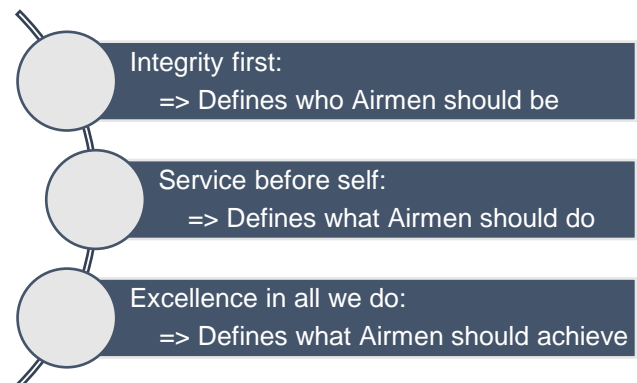 Integrity first:
=> Defines who Airmen should be
Service before self:
=> Defines what Airmen should do
Excellence in all we do:
=> Defines what Airmen should achieve